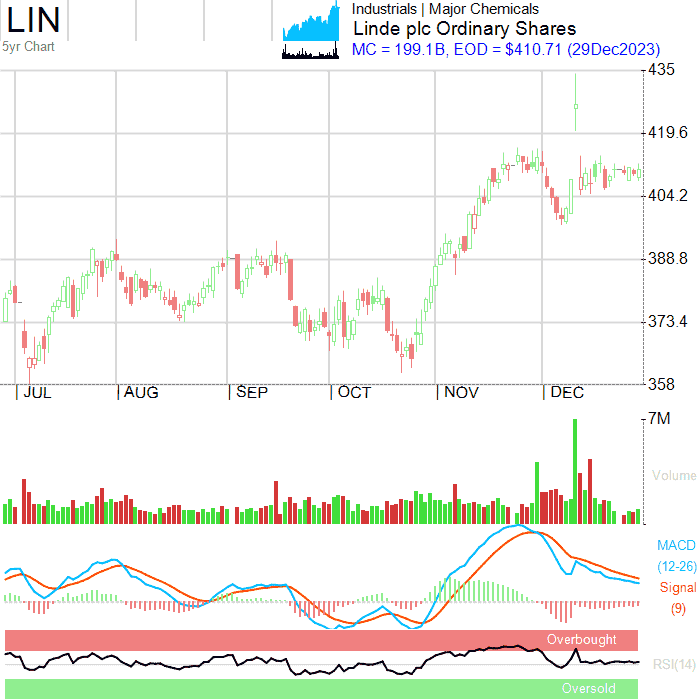 LIN
5yr Chart
Industrials | Major Chemicals
Linde plc Ordinary Shares
MC = 199.1B, EOD = $410.71 (29Dec2023)
435
419.6
404.2
388.8
373.4
358
JUL AUG SEP OCT NOV DEC
7M
Volume
MACD
(12-26)
Signal
(9)
Overbought
RSI(14)
Oversold